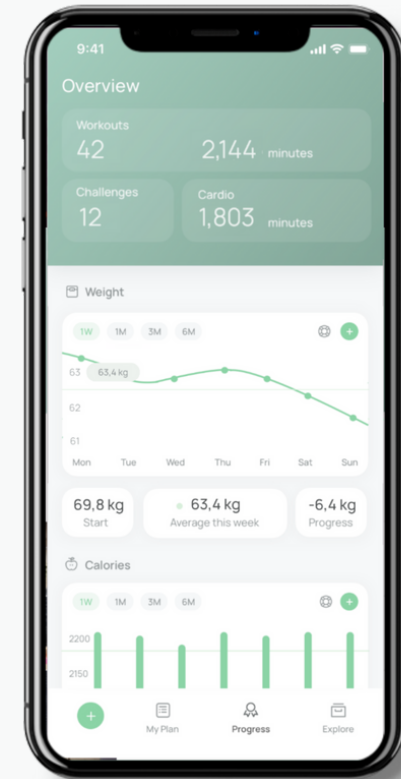 9:41
Overview
Workouts
42 2,144 minutes
Challenges
12
Cardio
1,803 minutes
Weight
1W 1M 3M 6M
63 63,4 kg
62
61
Mon Tue Wed Thu Fri Sat Sun
69,8 kg
Start
63,4 kg
Average this week
-6,4 kg
Progress
Calories
1W 1M 3M 6M
2200
2150
My Plan
Progress
Explore